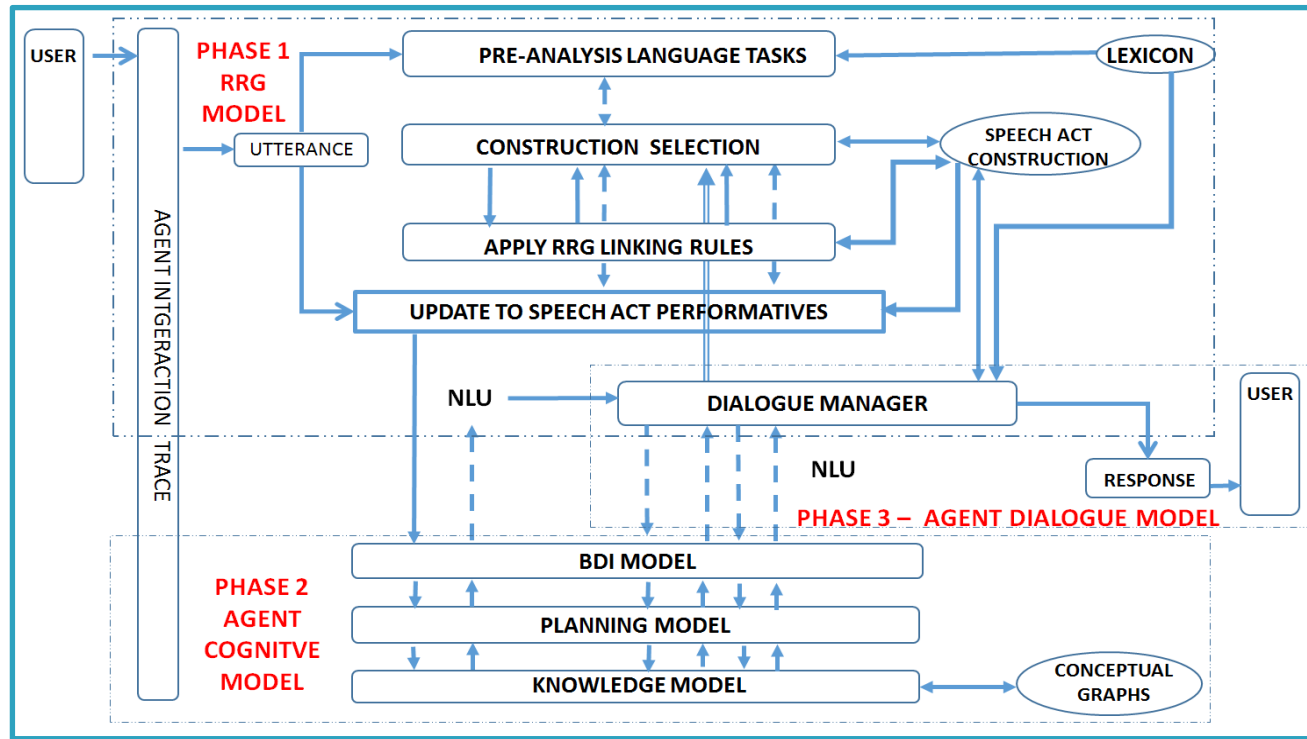 USER
PHASE 1
RRG
MODEL
PRE-ANALYSIS LANGUAGE TASKS
LEXICON
UTTERANCE
CONSTRUCTION SELECTION
SPEECH ACT
CONSTRUCTION
AGENT INTGERACTION TRACE
APPLY RRG LINKING RULES
UPDATE TO SPEECH ACT PERFORMATIVES
NLU
DIALOGUE MANAGER
USER
NLU
RESPONSE
PHASE 3 – AGENT DIALOGUE MODEL
BDI MODEL
PHASE 2
AGENT
COGNITVE
MODEL
PLANNING MODEL
KNOWLEDGE MODEL
CONCEPTUAL
GRAPHS